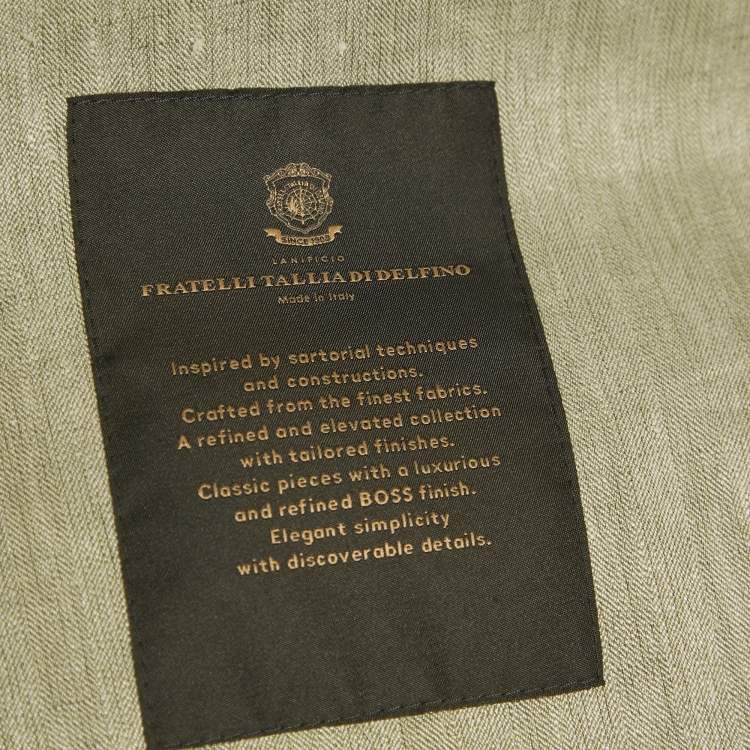 SINCE 1903
LANIFICIO
FRATELLI TALLIA DI DELFINO
Made in Italy
Inspired by sartorial techniques
and constructions.
Crafted from the finest fabrics.
A refined and elevated collection
with tailored finishes.
Classic pieces with a luxurious
and refined BOSS finish.
Elegant simplicity
with discoverable details.